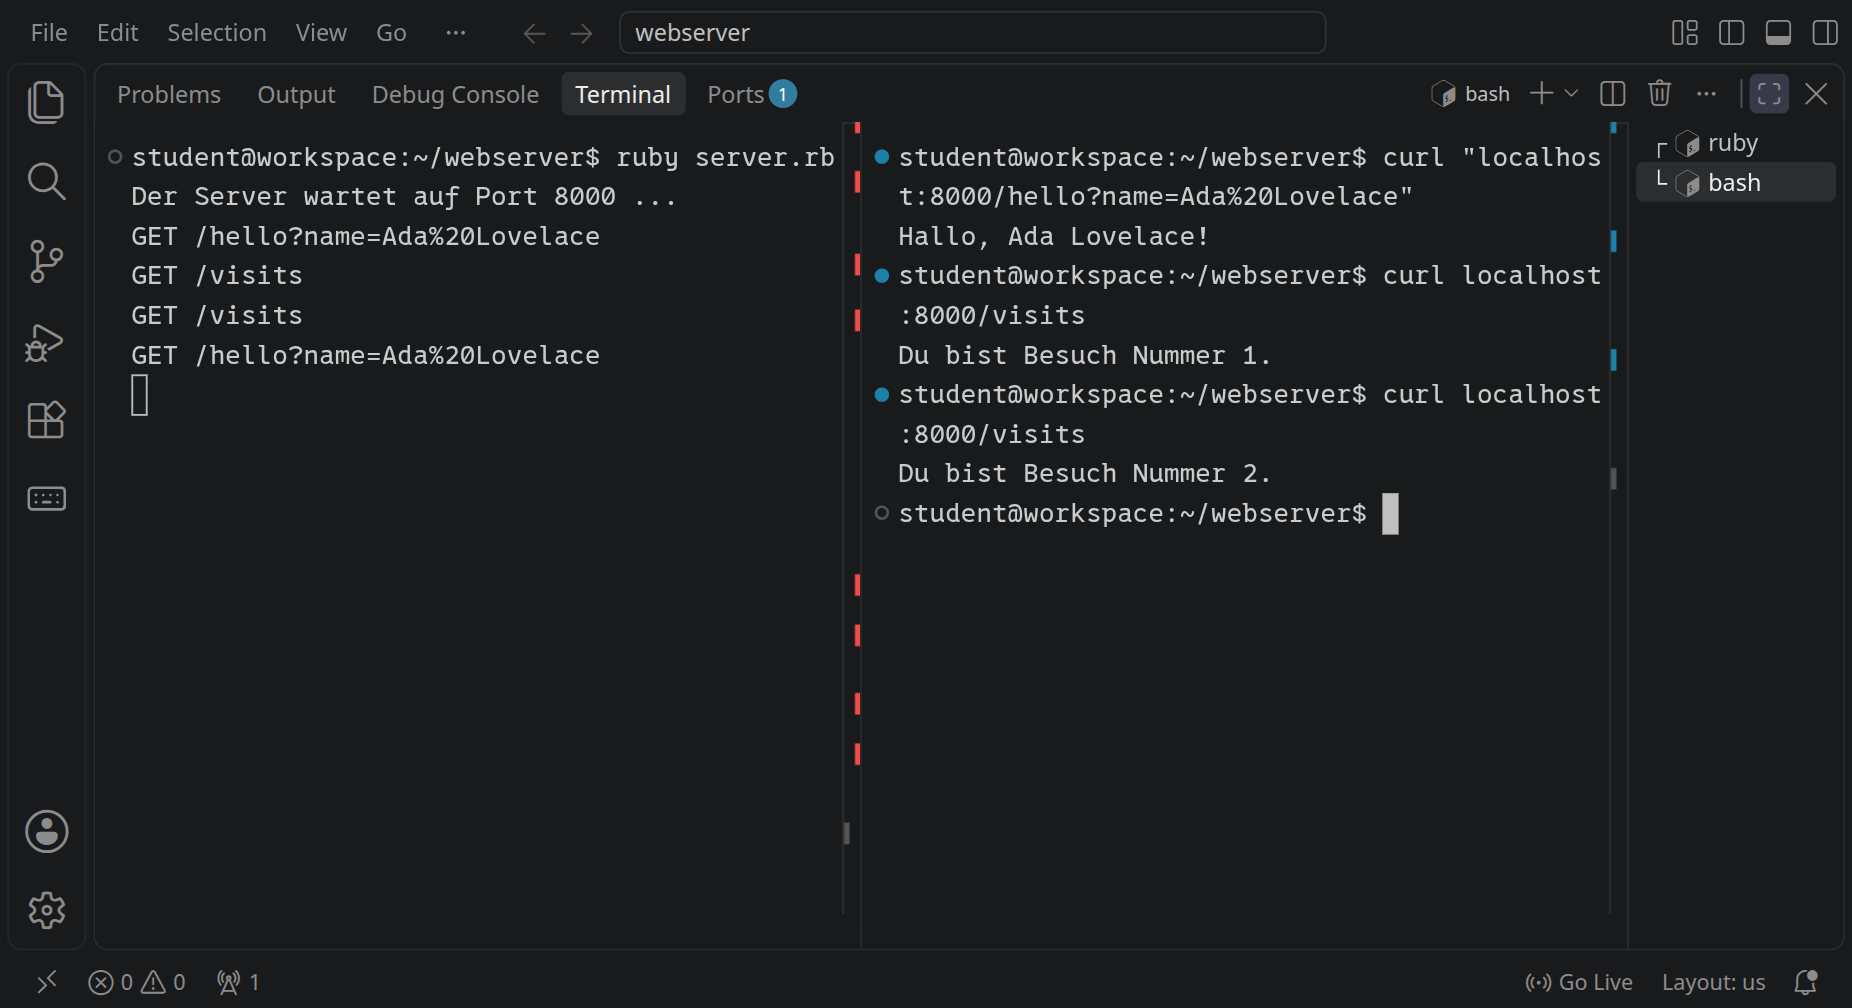 File Edit Selection View Go ··· webserver
Problems Output Debug Console Terminal Ports 1 bash
student@workspace:~/webserver$ ruby server.rb
Der Server wartet auf Port 8000 ...
GET /hello?name=Ada%20Lovelace
GET /visits
GET /visits
GET /hello?name=Ada%20Lovelace
student@workspace:~/webserver$ curl "localhos
t:8000/hello?name=Ada%20Lovelace"
Hallo, Ada Lovelace!
student@workspace:~/webserver$ curl localhost
:8000/visits
Du bist Besuch Nummer 1.
student@workspace:~/webserver$ curl localhost
:8000/visits
Du bist Besuch Nummer 2.
student@workspace:~/webserver$
ruby
bash
0 0 1 Go Live Layout: us